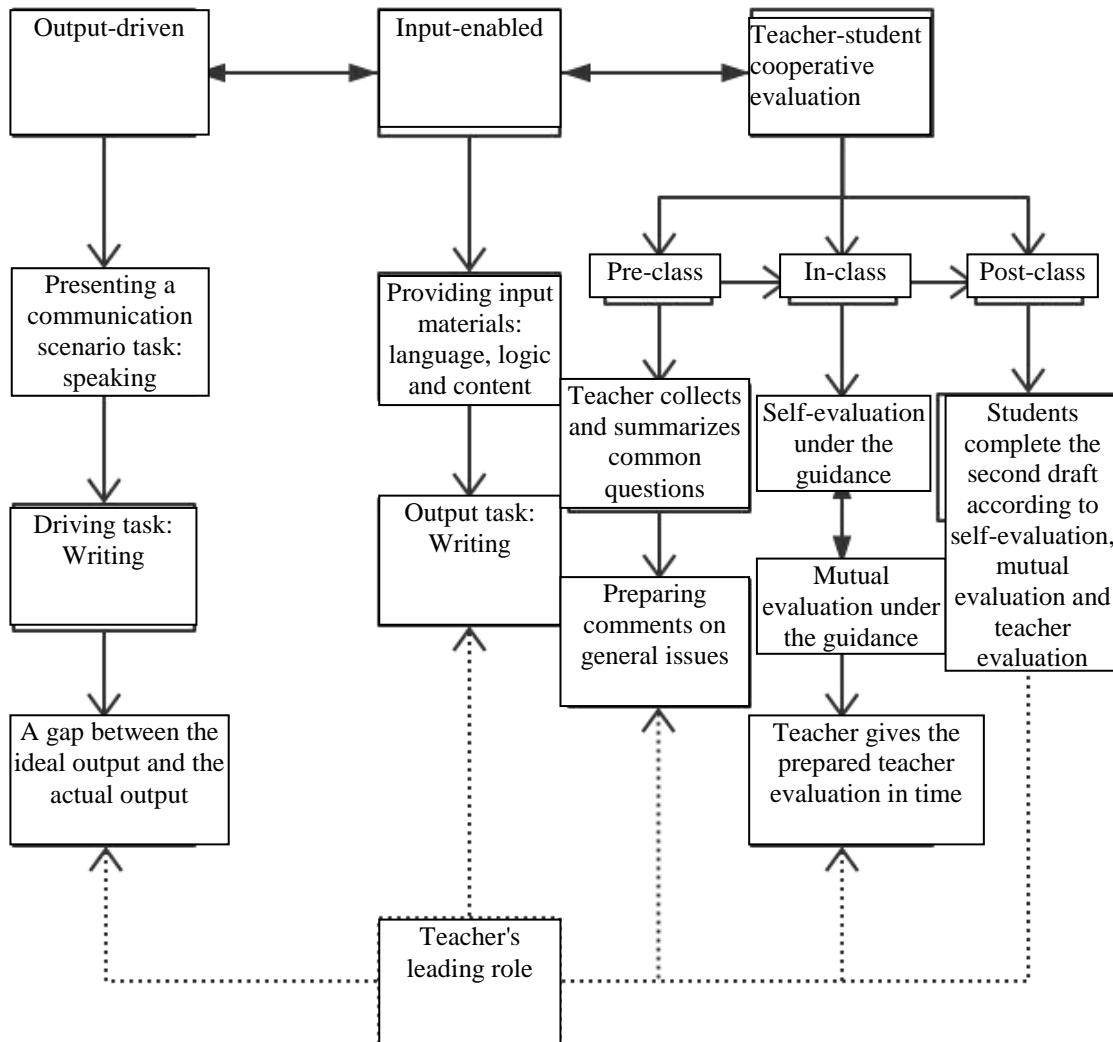 Output-driven
Input-enabled
Teacher-student
cooperative
evaluation
Pre-class
In-class
Post-class
Presenting a
communication
scenario task:
speaking
Providing input
materials:
language, logic
and content
Teacher collects
and summarizes
common
questions
Self-evaluation
under the
guidance
Students
complete the
second draft
according to
self-evaluation,
mutual
evaluation and
teacher
evaluation
Driving task:
Writing
Output task:
Writing
Preparing
comments on
general issues
Mutual
evaluation under
the guidance
A gap between the
ideal output and the
actual output
Teacher gives the
prepared teacher
evaluation in time
Teacher's
leading role